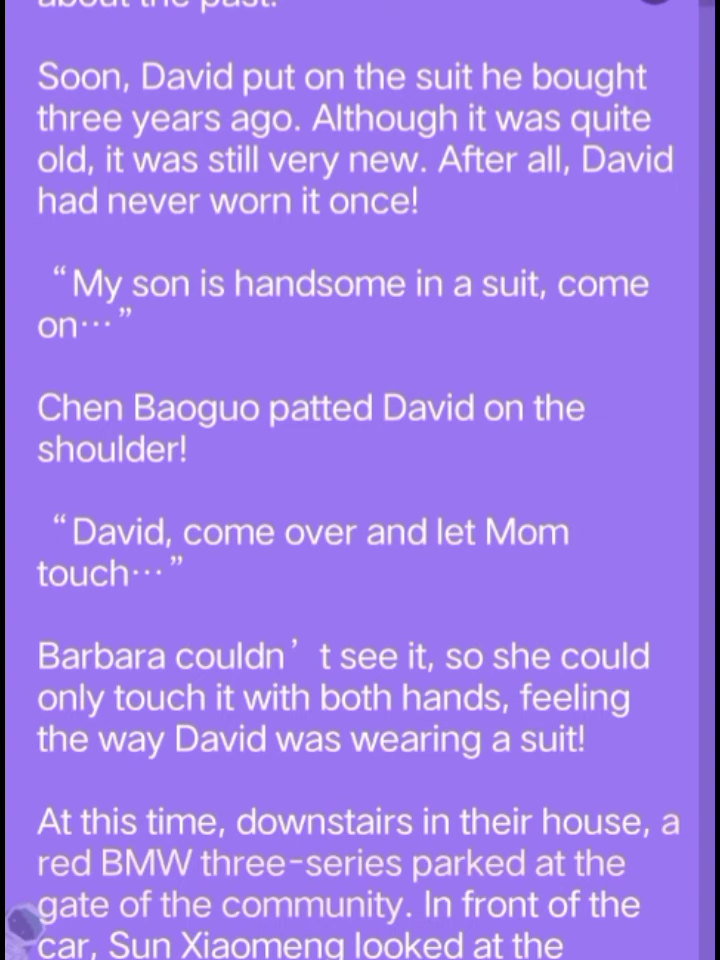 about the past.
Soon, David put on the suit he bought
three years ago. Although it was quite
old, it was still very new. After all, David
had never worn it once!
“My son is handsome in a suit, come
on···”
Chen Baoguo patted David on the
shoulder!
“David, come over and let Mom
touch···”
Barbara couldn’ t see it, so she could
only touch it with both hands, feeling
the way David was wearing a suit!
At this time, downstairs in their house, a
red BMW three-series parked at the
gate of the community. In front of the
car, Sun Xiaomeng looked at the